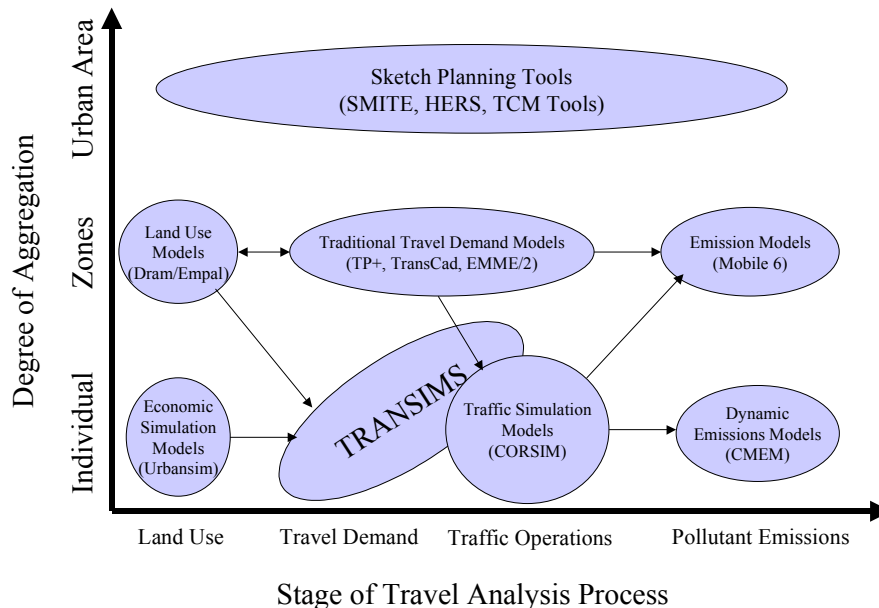 Degree of Aggregation
Urban Area
Zones
Individual
Sketch Planning Tools
(SMITE, HERS, TCM Tools)
Land Use
Models
(Dram/Empal)
Traditional Travel Demand Models
(TP+, TransCad, EMME/2)
Emission Models
(Mobile 6)
Economic
Simulation
Models
(Urbansim)
TRANSIMS
Traffic Simulation
Models
(CORSIM)
Dynamic
Emissions Models
(CMEM)
Land Use
Travel Demand
Traffic Operations
Pollutant Emissions
Stage of Travel Analysis Process